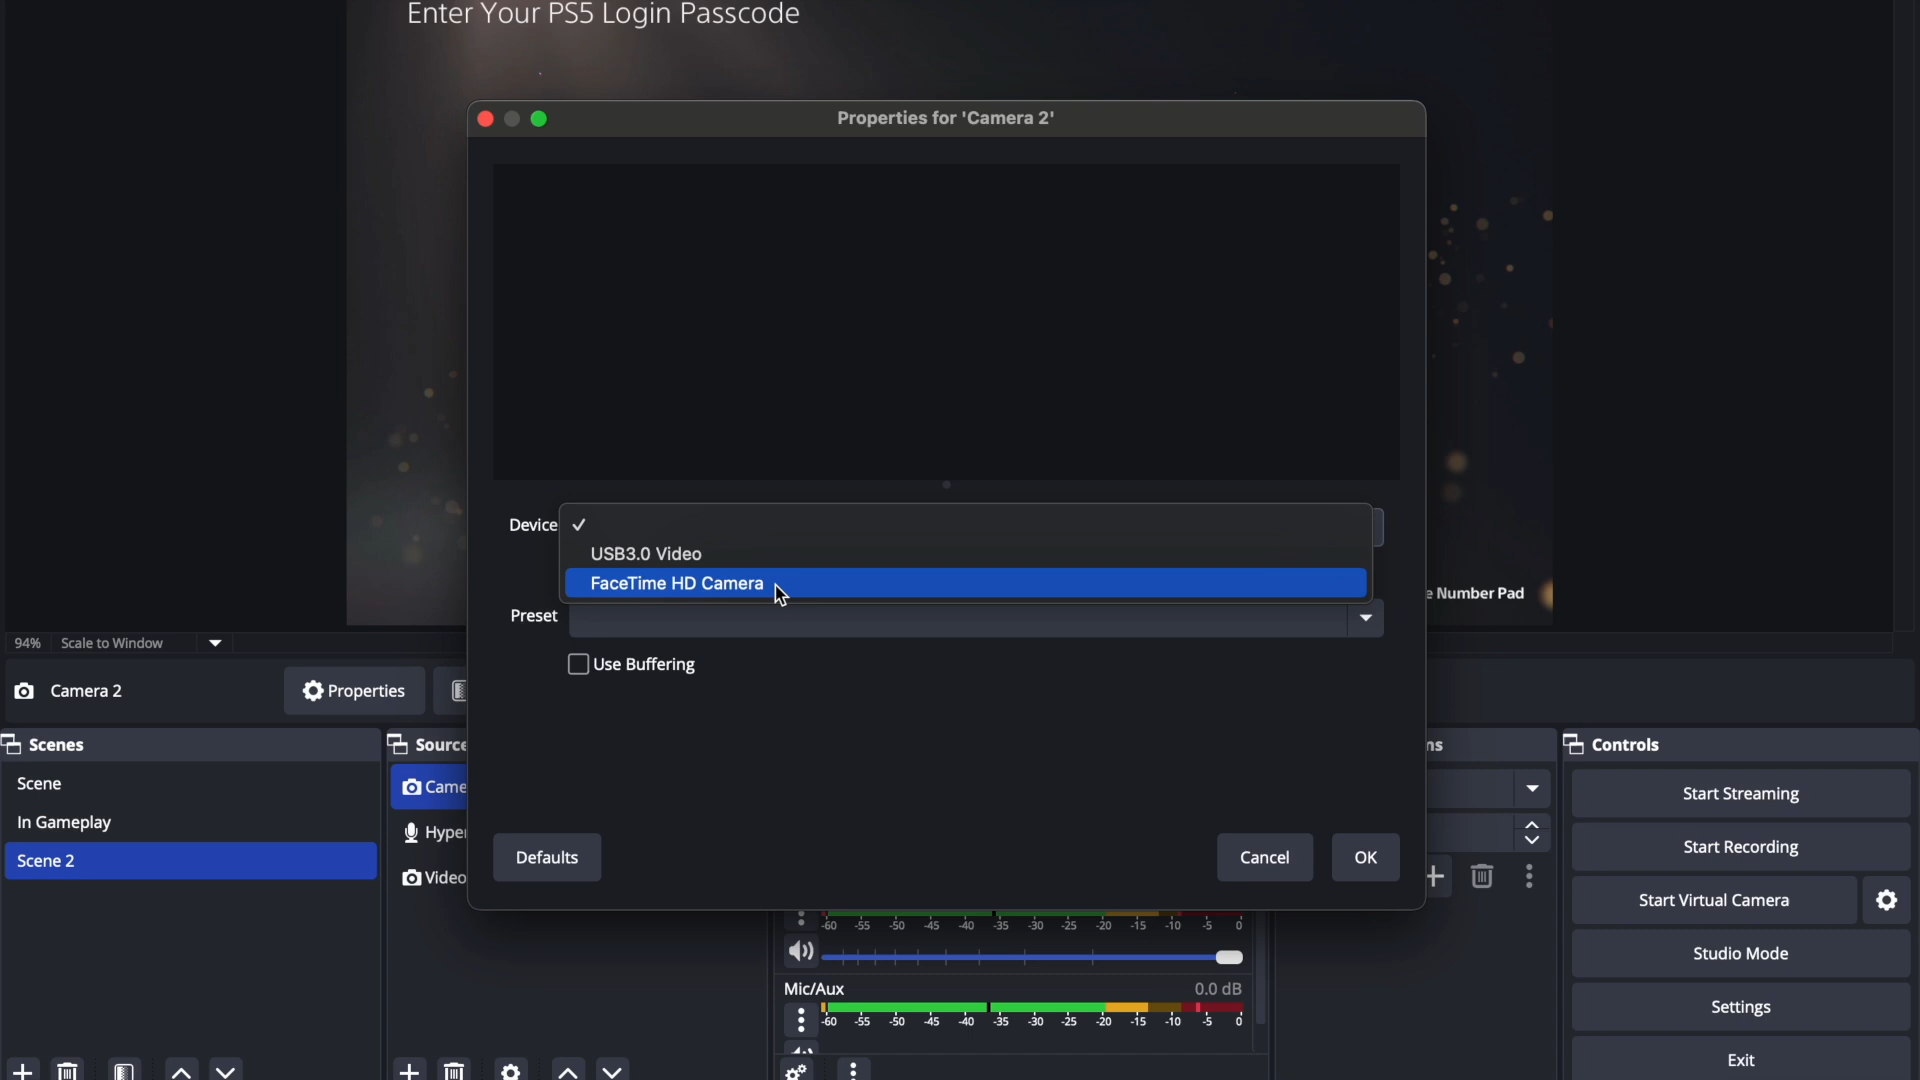 Enter Your PS5 Login Passcode
Properties for 'Camera 2'
Device
USB3.0 Video
FaceTime HD Camera
Preset
Use Buffering
Number Pad
94% Scale to Window
Camera 2
Properties
Scenes
Scene
In Gameplay
Scene 2
Source
Came
Hyper
Video
Defaults
Cancel
OK
-60 -55 -50 -45 -40 -35 -30 -25 -20 -15 -10 -5 0
Mic/Aux 0.0 dB
-60 -55 -50 -45 -40 -35 -30 -25 -20 -15 -10 -5 0
ns
Controls
Start Streaming
Start Recording
Start Virtual Camera
Studio Mode
Settings
Exit